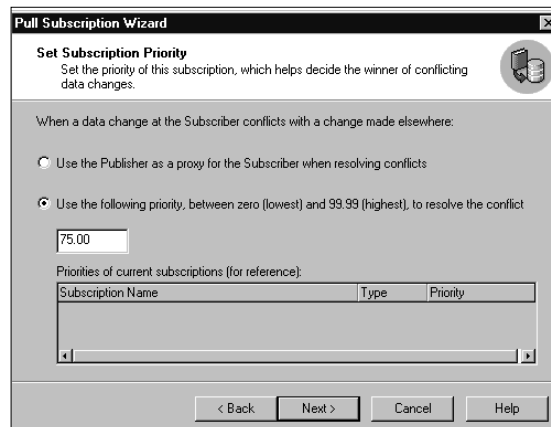 Pull Subscription Wizard
Set Subscription Priority
Set the priority of this subscription, which helps decide the winner of conflicting
data changes.
When a data change at the Subscriber conflicts with a change made elsewhere:
Use the Publisher as a proxy for the Subscriber when resolving conflicts
Use the following priority, between zero (lowest) and 99.99 (highest), to resolve the conflict
75.00
Priorities of current subscriptions (for reference):
Subscription Name Type Priority
< Back Next > Cancel Help